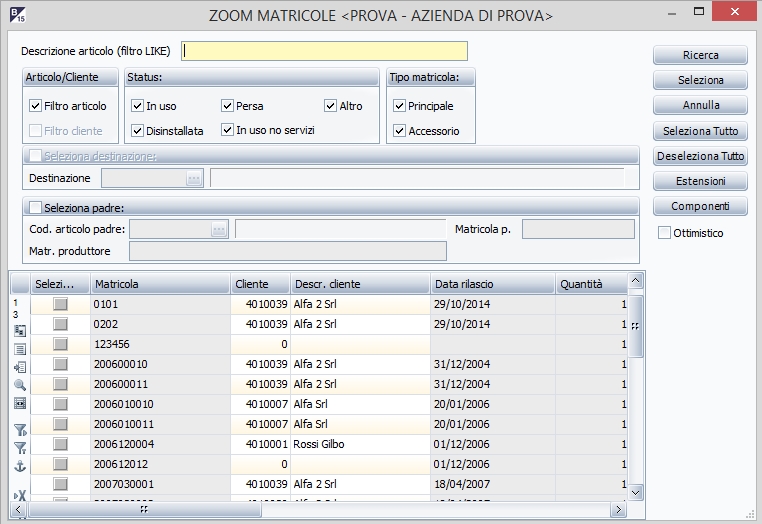 B 15 ZOOM MATRICOLE <PROVA - AZIENDA DI PROVA>
Descrizione articolo (filtro LIKE)
Ricerca
Articolo/Cliente Status: Tipo matricola:
Seleziona
Filtro articolo In uso Persa Altro Principale
Annulla
Filtro cliente Disinstallata In uso no servizi Accessorio
Seleziona Tutto
Seleziona destinazione:
Deseleziona Tutto
Destinazione ...
Estensioni
Seleziona padre:
Componenti
Cod. articolo padre: ... Matricola p.
Ottimistico
Matr. produttore
Selezi... Matricola Cliente Descr. cliente Data rilascio Quantità
1 0101 4010039 Alfa 2 Srl 29/10/2014 1
3 0202 4010039 Alfa 2 Srl 29/10/2014 1
123456 0 1
200600010 4010039 Alfa 2 Srl 31/12/2004 1
200600011 4010039 Alfa 2 Srl 31/12/2004 1
2006010010 4010007 Alfa Srl 20/01/2006 1
2006010011 4010007 Alfa Srl 20/01/2006 1
2006120004 4010001 Rossi Gilbo 01/12/2006 1
2006120012 0 01/12/2006 1
2007030001 4010039 Alfa 2 Srl 18/04/2007 1